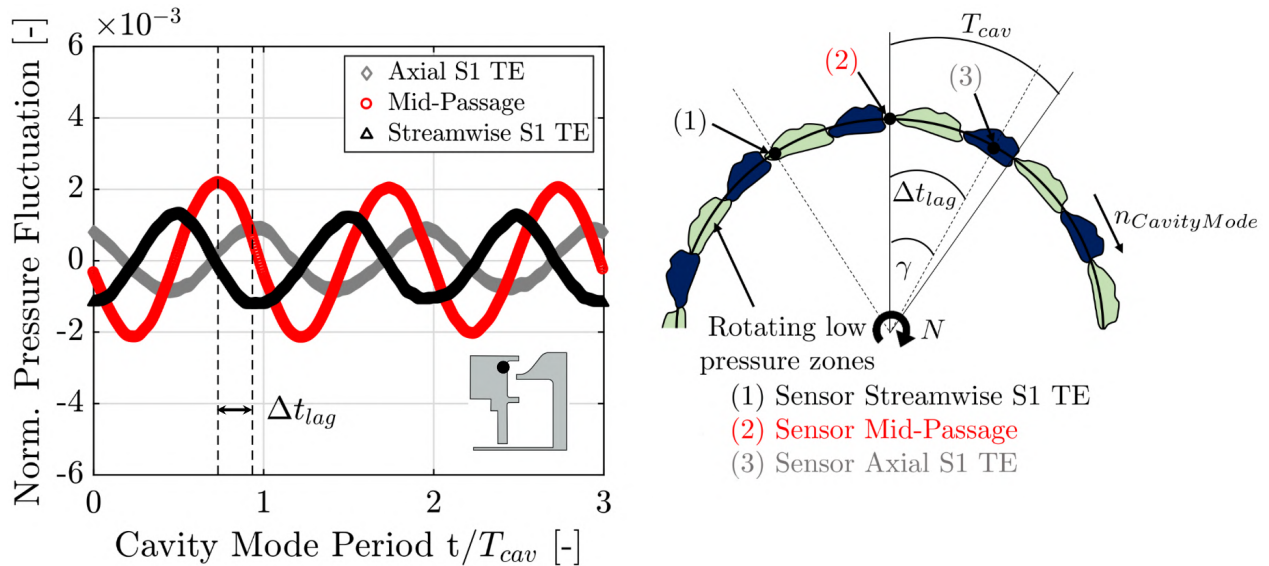 ×10⁻³
Norm. Pressure Fluctuation [-]
6
4
2
0
-2
-4
-6
Axial S1 TE
Mid-Passage
Streamwise S1 TE
Δt_lag
0
1
2
3
Cavity Mode Period t/T_cav [-]
T_cav
(2)
(3)
(1)
Δt_lag
n_CavityMode
γ
N
Rotating low
pressure zones
(1) Sensor Streamwise S1 TE
(2) Sensor Mid-Passage
(3) Sensor Axial S1 TE